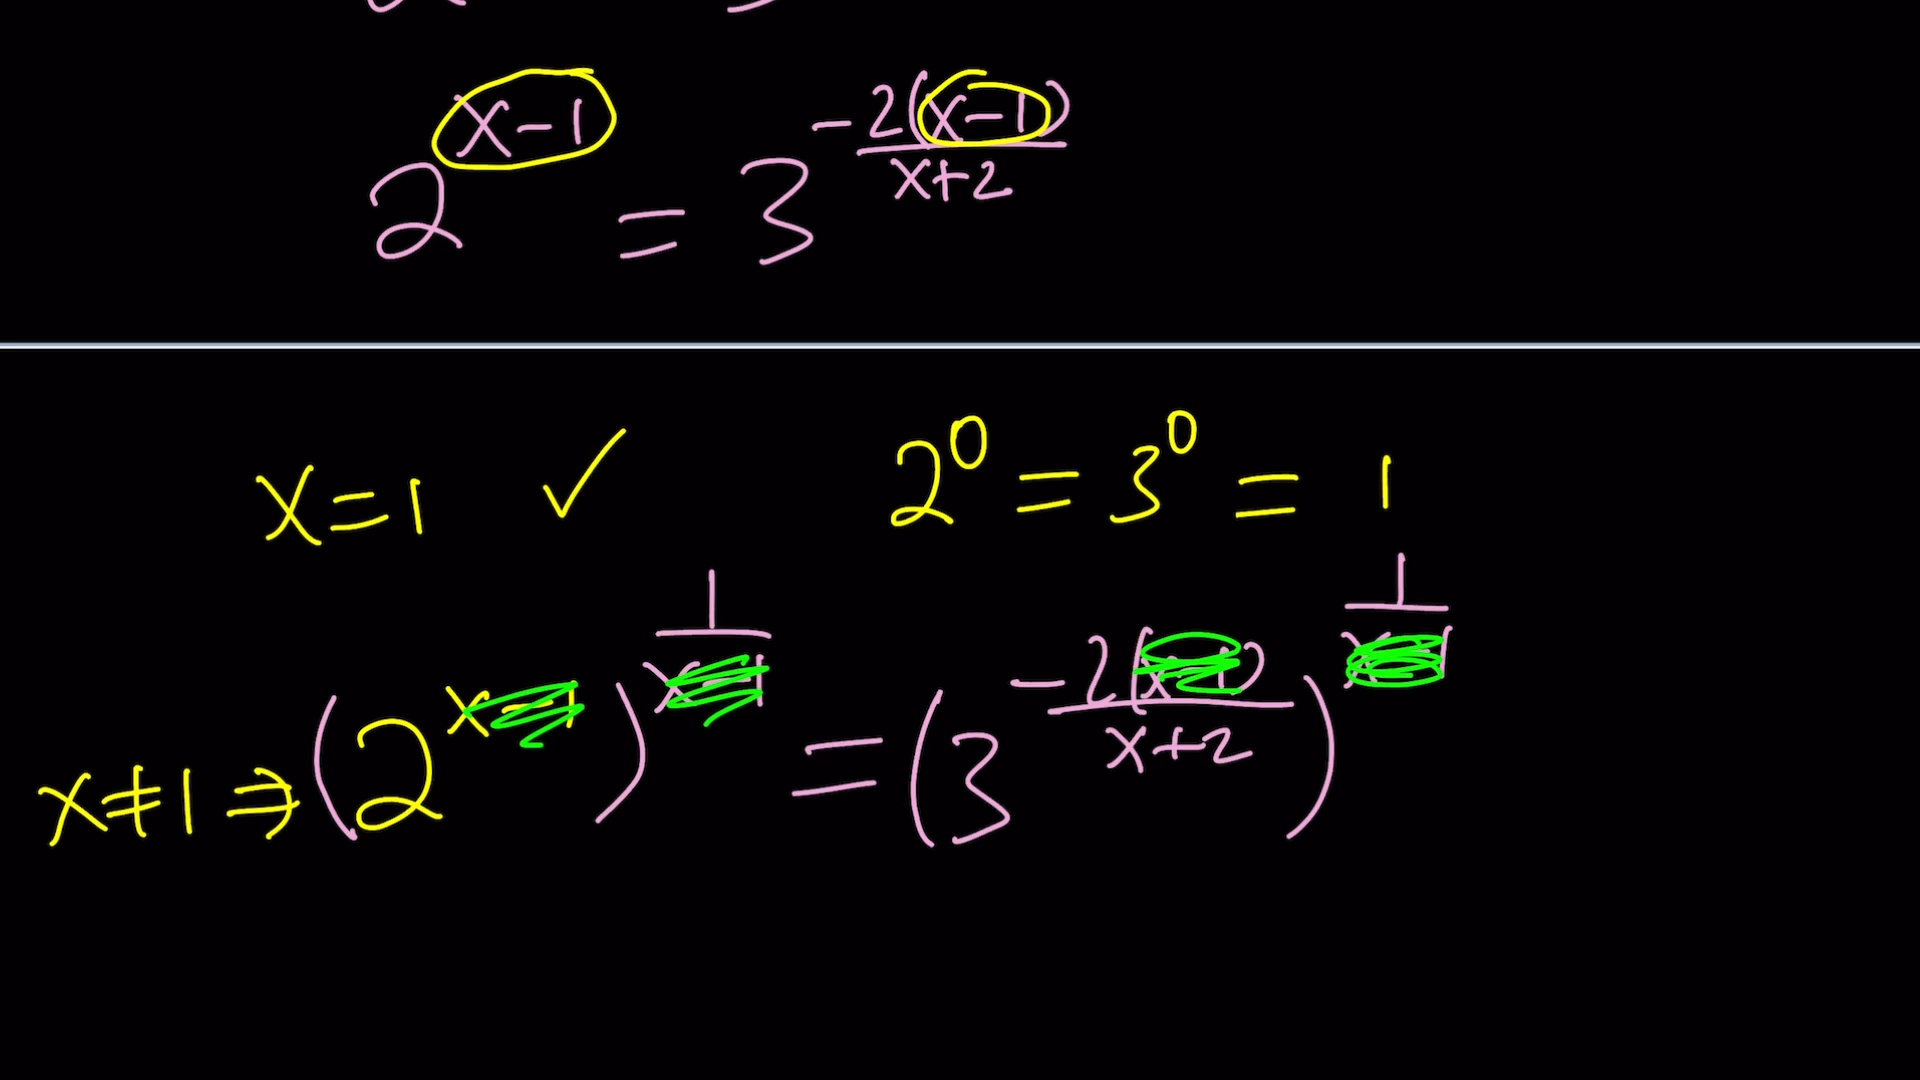 2^(x-1) = 3^(-2(x-1)/(x+2))
x=1 ✓ 2^0 = 3^0 = 1
x≠1 ⇒ (2^(x-1))^(1/(x-1)) = (3^(-2(x-1)/(x+2)))^(1/(x-1))